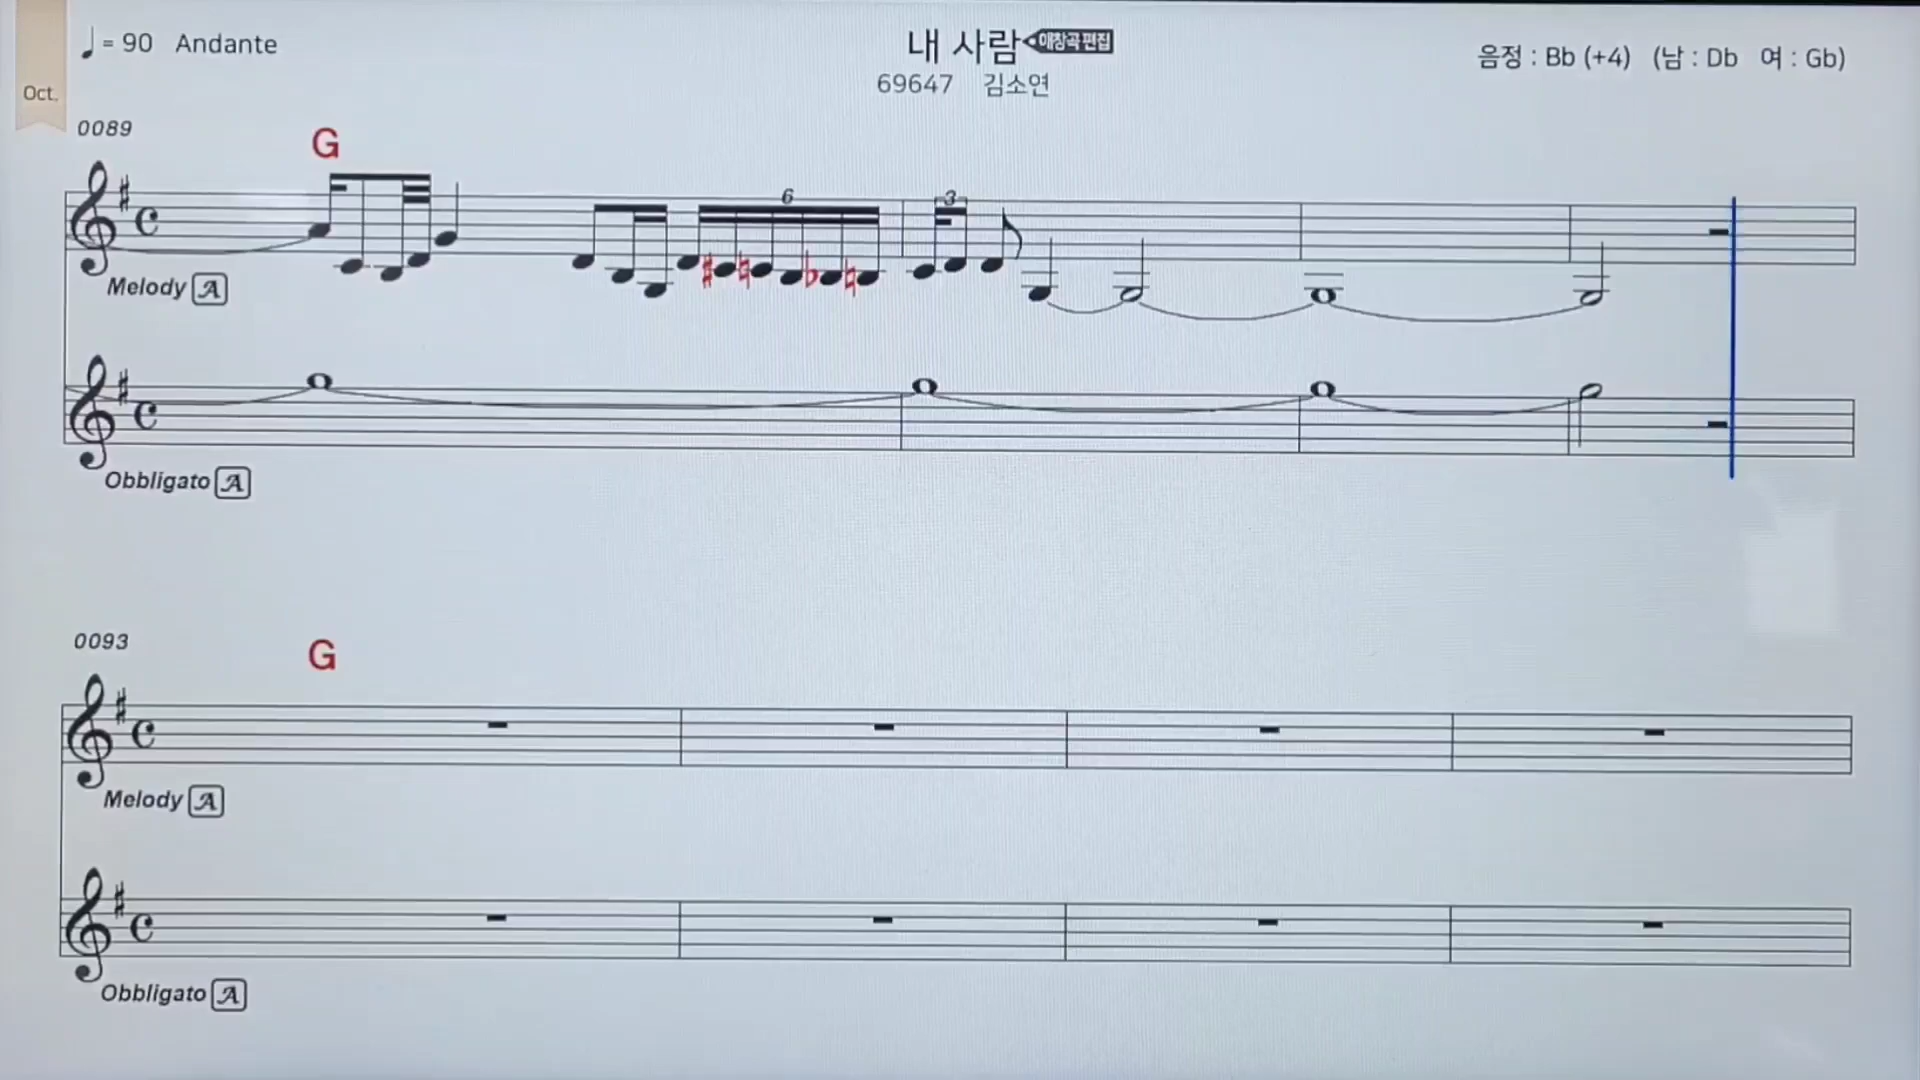 ♩= 90 Andante
내 사람 애창곡 편집
음정 : Bb (+4) (남 : Db 여 : Gb)
69647 김소연
Oct.
0089
G
6
3
Melody A
Obbligato A
0093
G
Melody A
Obbligato A